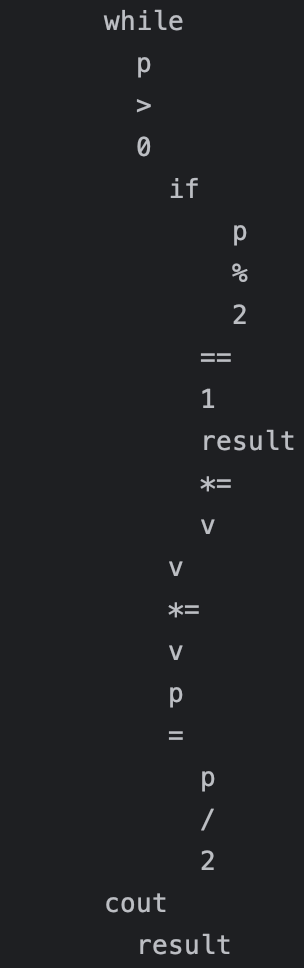 while
p
>
0
if
p
%
2
==
1
result
*=
v
v
*=
v
p
=
p
/
2
cout
result